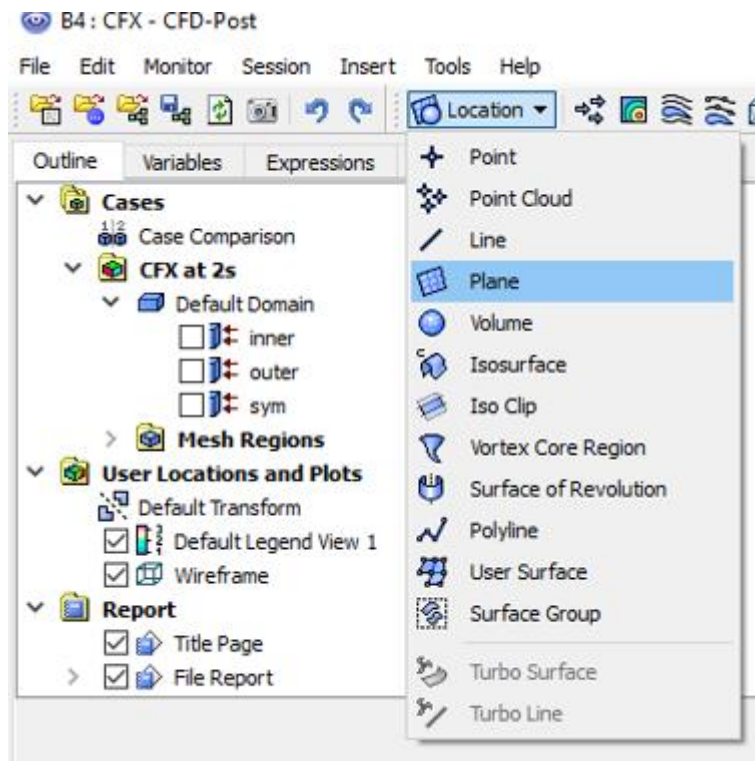 B4 : CFX - CFD-Post
File Edit Monitor Session Insert Tools Help
Location
Outline Variables Expressions
Cases
Case Comparison
CFX at 2s
Default Domain
inner
outer
sym
Mesh Regions
User Locations and Plots
Default Transform
Default Legend View 1
Wireframe
Report
Title Page
File Report
Point
Point Cloud
Line
Plane
Volume
Isosurface
Iso Clip
Vortex Core Region
Surface of Revolution
Polyline
User Surface
Surface Group
Turbo Surface
Turbo Line